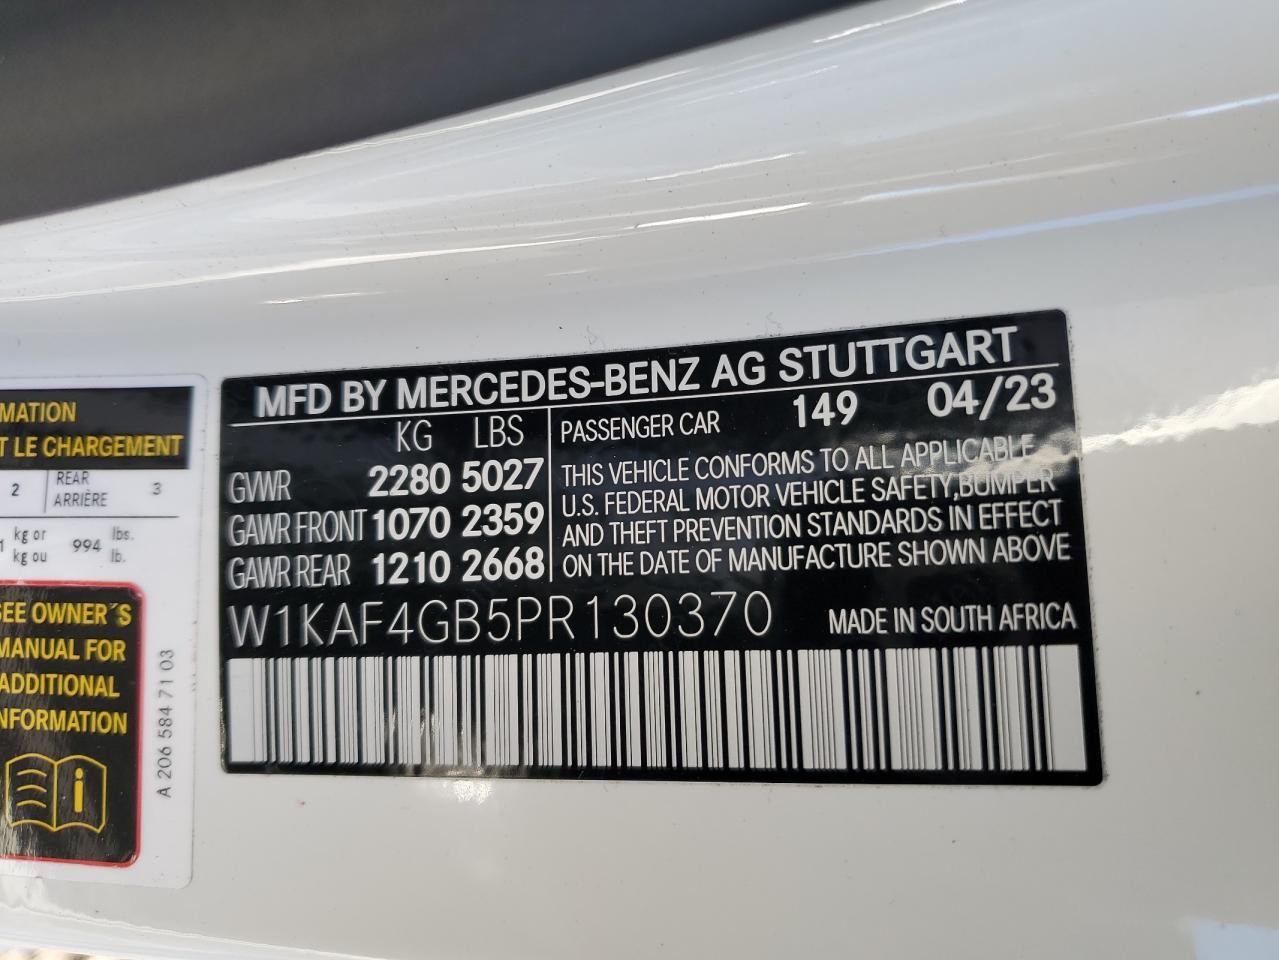 MFD BY MERCEDES-BENZ AG STUTTGART
KG LBS
GVWR 2280 5027
GAWR FRONT 1070 2359
GAWR REAR 1210 2668
PASSENGER CAR 149 04/23
THIS VEHICLE CONFORMS TO ALL APPLICABLE
U.S. FEDERAL MOTOR VEHICLE SAFETY,BUMPER
AND THEFT PREVENTION STANDARDS IN EFFECT
ON THE DATE OF MANUFACTURE SHOWN ABOVE
W1KAF4GB5PR130370
MADE IN SOUTH AFRICA
MATION
T LE CHARGEMENT
2 REAR 3
ARRIÈRE
1 kg or 994 lbs.
kg ou lb.
SEE OWNER´S
MANUAL FOR
ADDITIONAL
NFORMATION
i
A 206 584 71 03